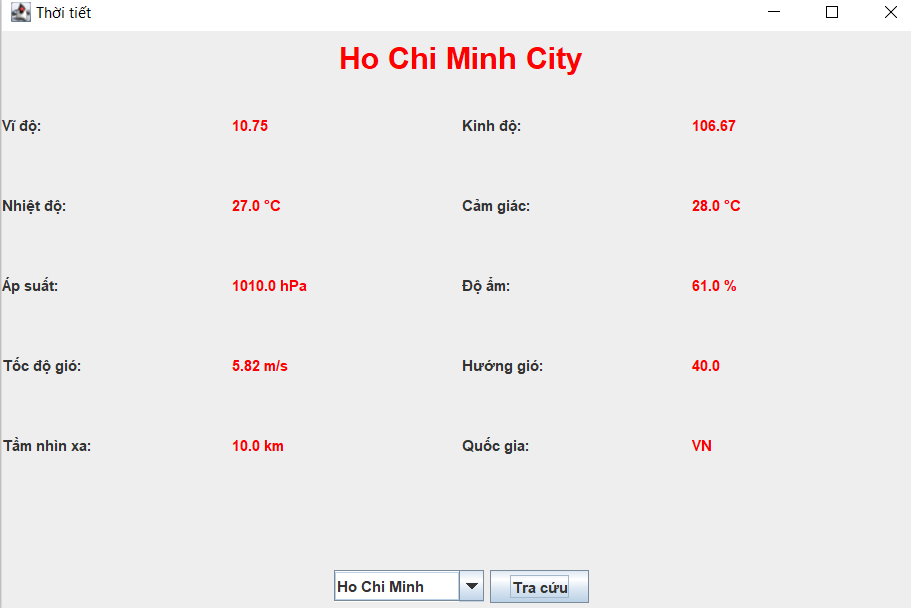 Thời tiết
Ho Chi Minh City
Vĩ độ: 10.75 Kinh độ: 106.67
Nhiệt độ: 27.0 °C Cảm giác: 28.0 °C
Áp suất: 1010.0 hPa Độ ẩm: 61.0 %
Tốc độ gió: 5.82 m/s Hướng gió: 40.0
Tầm nhìn xa: 10.0 km Quốc gia: VN
Ho Chi Minh Tra cứu